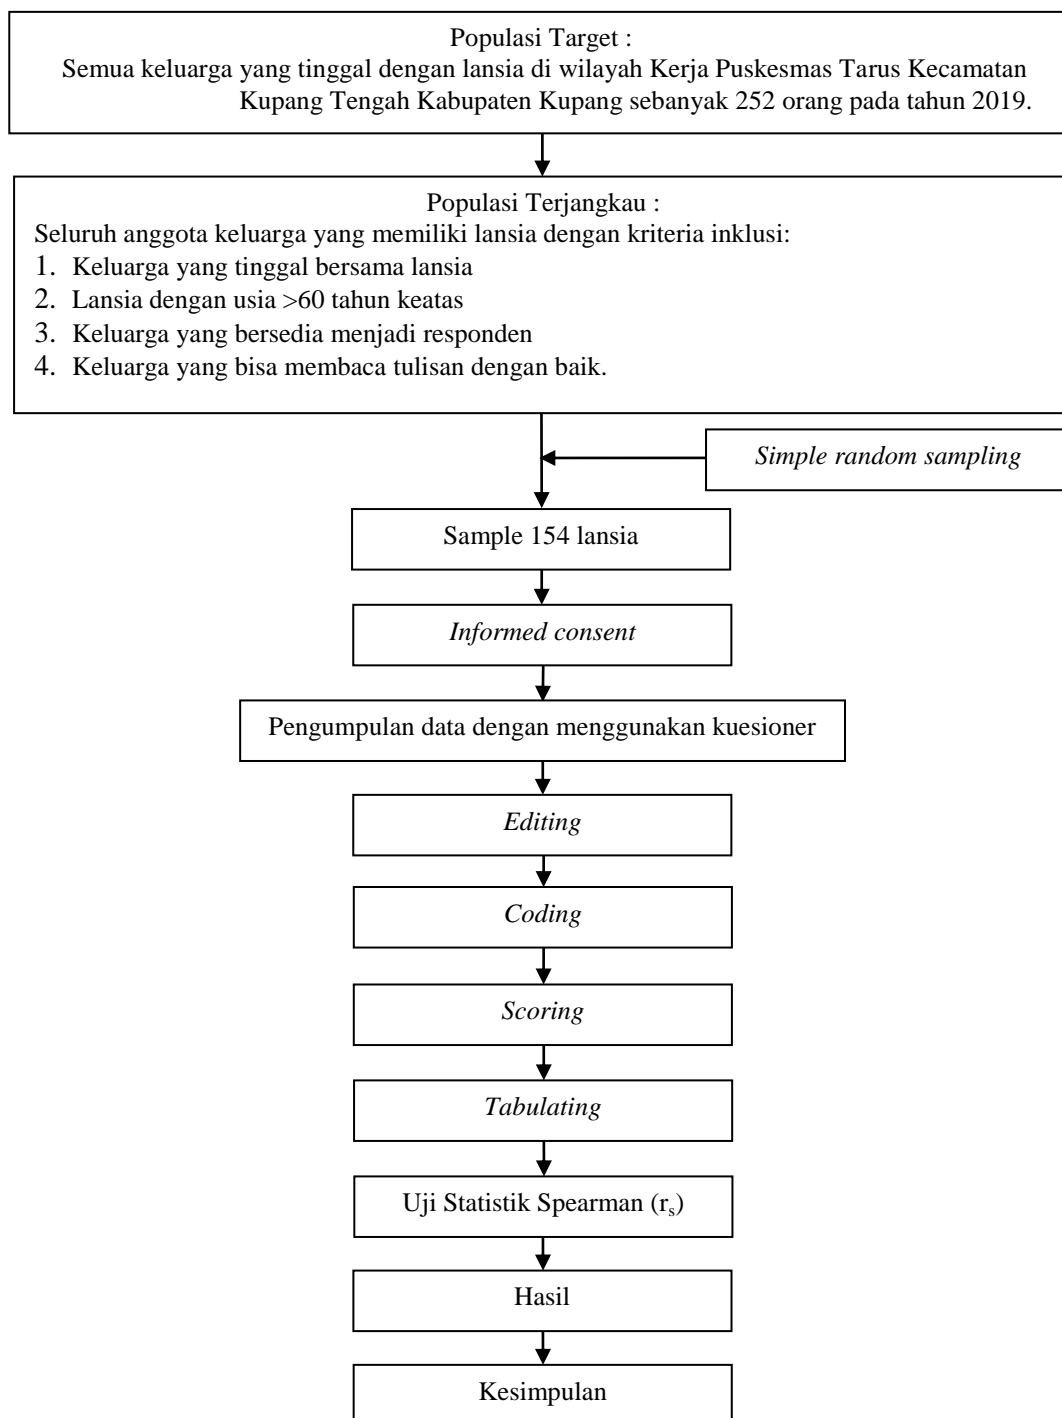 Populasi Target :
Semua keluarga yang tinggal dengan lansia di wilayah Kerja Puskesmas Tarus Kecamatan
Kupang Tengah Kabupaten Kupang sebanyak 252 orang pada tahun 2019.
Populasi Terjangkau :
Seluruh anggota keluarga yang memiliki lansia dengan kriteria inklusi:
1. Keluarga yang tinggal bersama lansia
2. Lansia dengan usia >60 tahun keatas
3. Keluarga yang bersedia menjadi responden
4. Keluarga yang bisa membaca tulisan dengan baik.
Simple random sampling
Sample 154 lansia
Informed consent
Pengumpulan data dengan menggunakan kuesioner
Editing
Coding
Scoring
Tabulating
Uji Statistik Spearman (rₛ)
Hasil
Kesimpulan